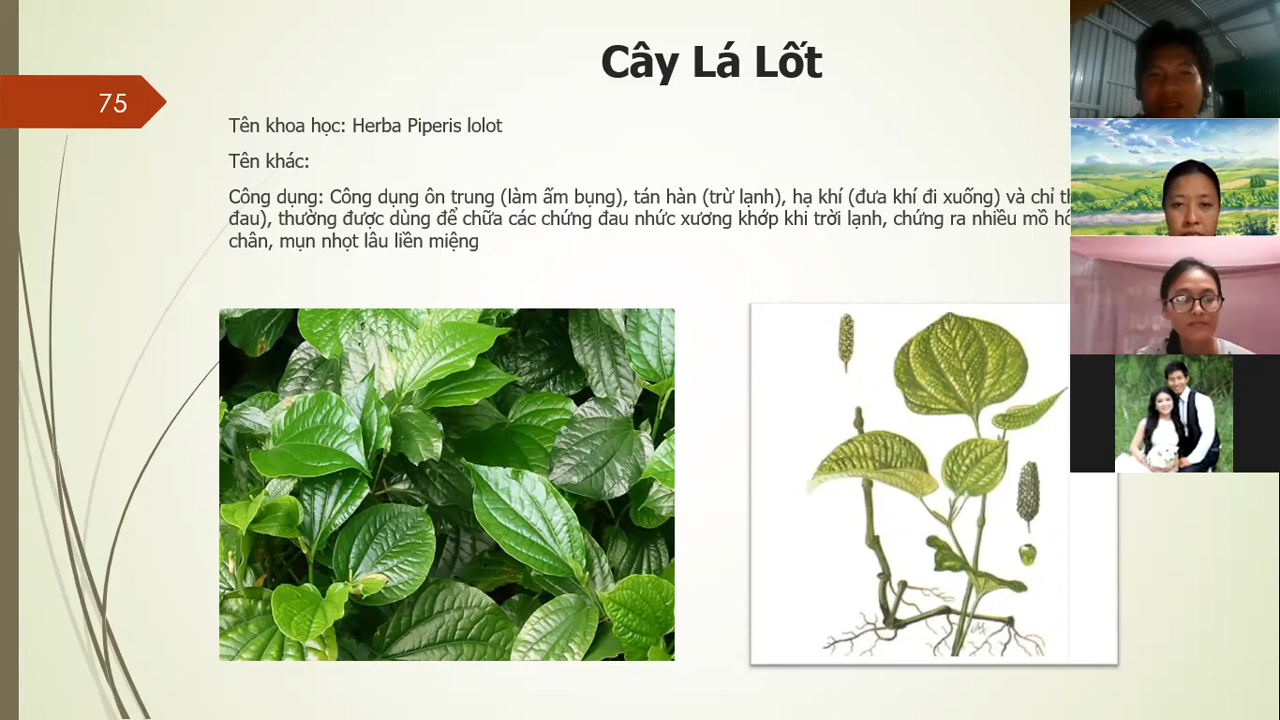 Cây Lá Lốt
75
Tên khoa học: Herba Piperis lolot
Tên khác:
Công dụng: Công dụng ôn trung (làm ấm bụng), tán hàn (trừ lạnh), hạ khí (đưa khí đi xuống) và chỉ
đau), thường được dùng để chữa các chứng đau nhức xương khớp khi trời lạnh, chứng ra nhiều mồ
chân, mụn nhọt lâu liền miệng